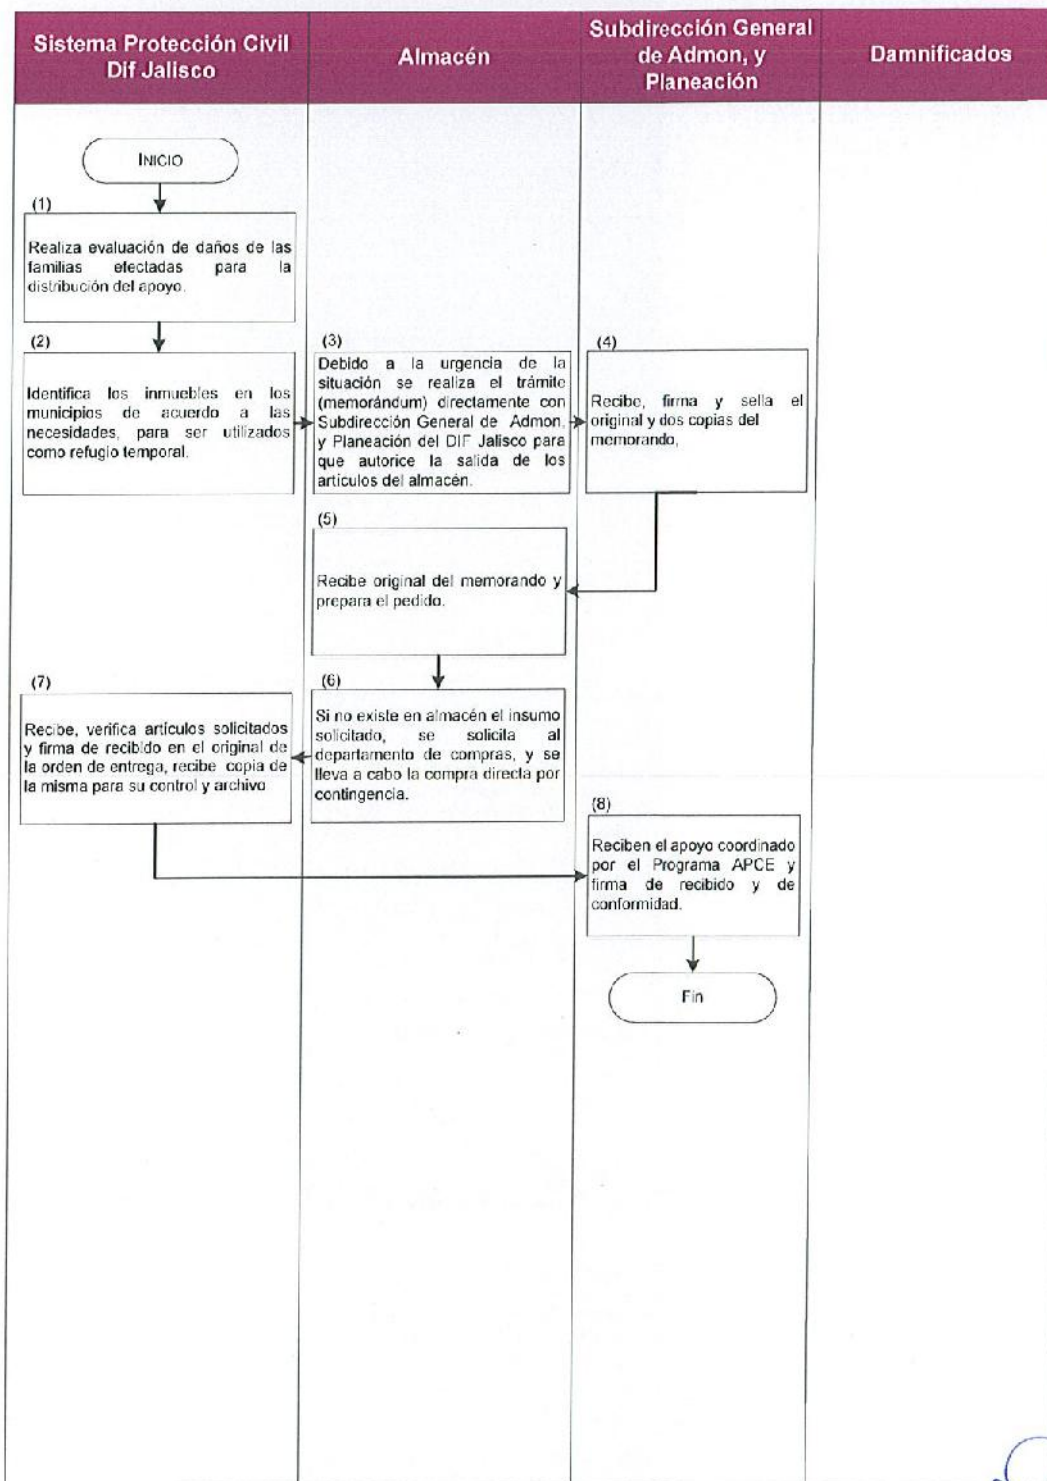 Sistema Protección Civil
Dif Jalisco
Almacén
Subdirección General
de Admon, y
Planeación
Damnificados
INICIO
(1)
Realiza evaluación de daños de las
familias efectadas para la
distribución del apoyo.
(2)
Identifica los inmuebles en los
municipios de acuerdo a las
necesidades, para ser utilizados
como refugio temporal.
(3)
Debido a la urgencia de la
situación se realiza el trámite
(memorándum) directamente con
Subdirección General de Admon,
y Planeación del DIF Jalisco para
que autorice la salida de los
artículos del almacén.
(4)
Recibe, firma y sella el
original y dos copias del
memorando,
(5)
Recibe original del memorando y
prepara el pedido.
(6)
Si no existe en almacén el insumo
solicitado, se solicita al
departamento de compras, y se
lleva a cabo la compra directa por
contingencia.
(7)
Recibe, verifica artículos solicitados
y firma de recibido en el original de
la orden de entrega, recibe copia de
la misma para su control y archivo
(8)
Reciben el apoyo coordinado
por el Programa APCE y
firma de recibido y de
conformidad.
Fin